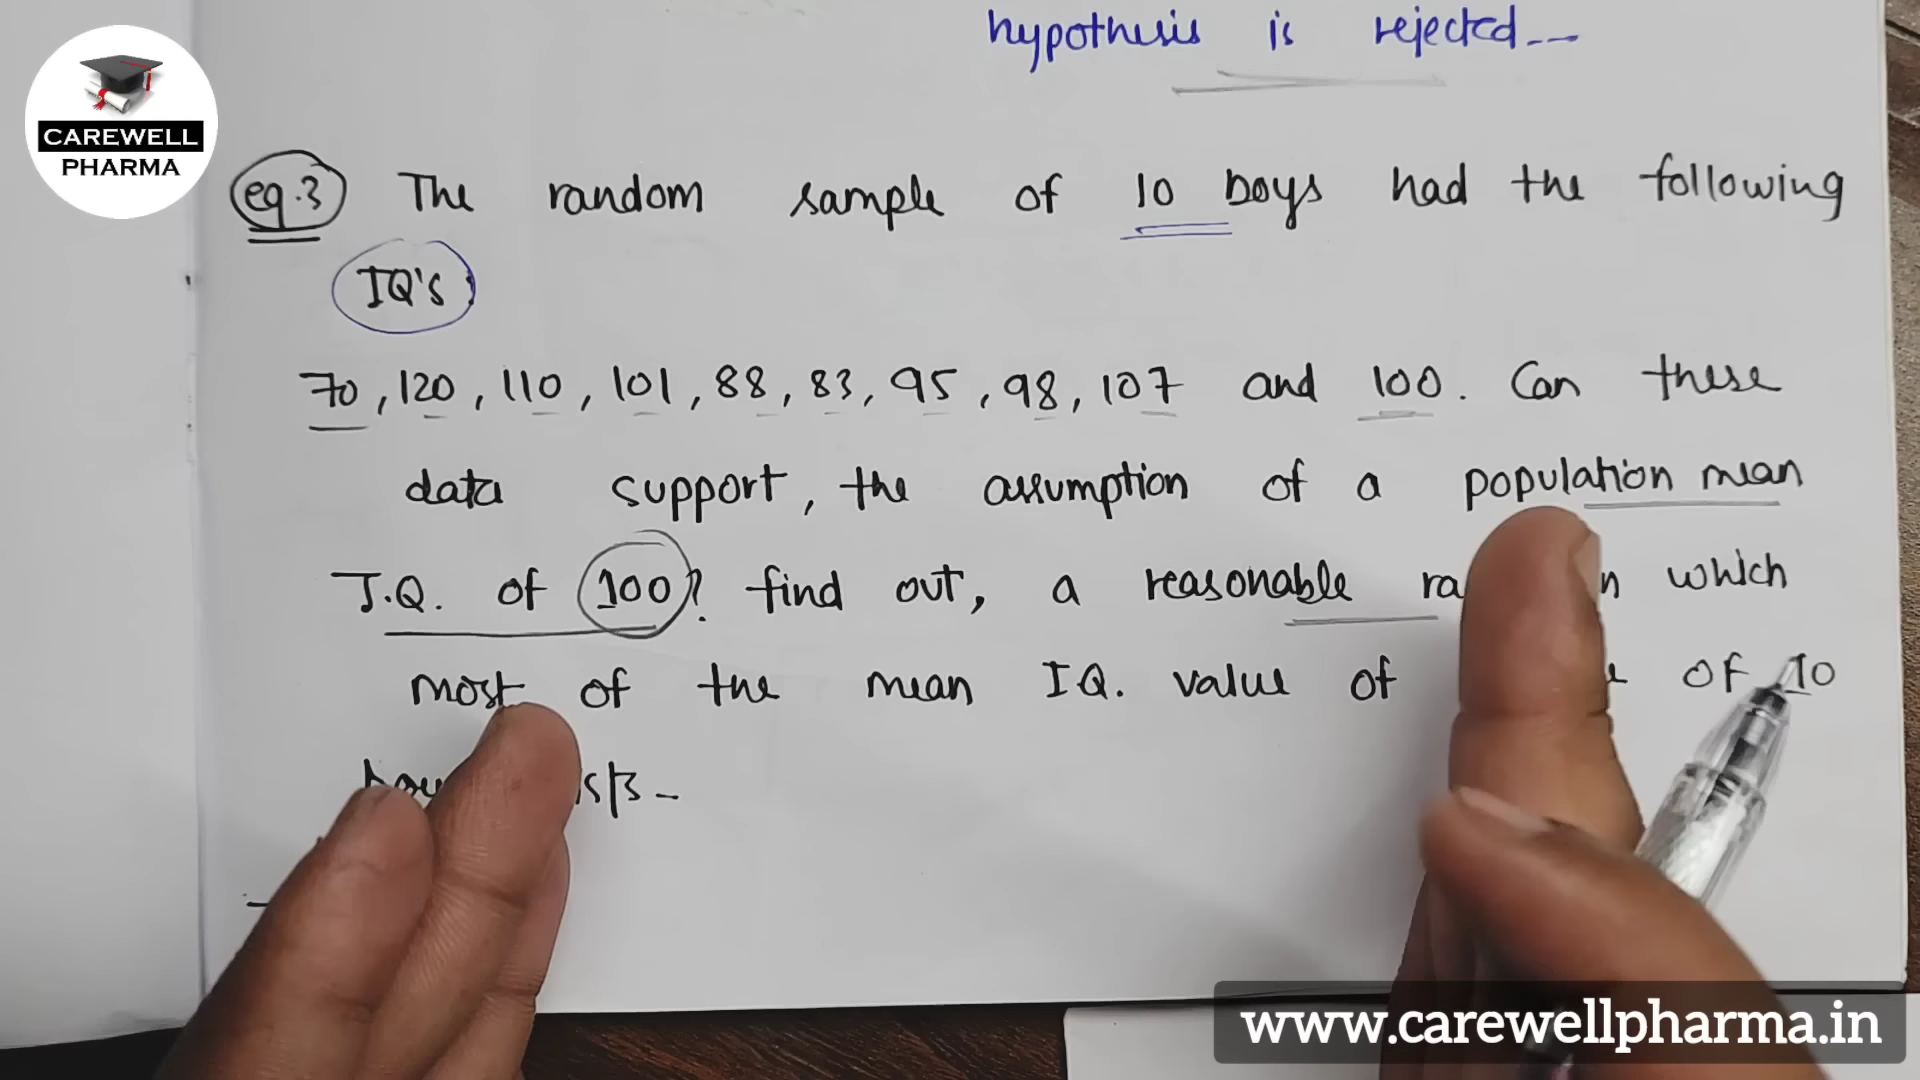 hypothesis is rejected---
CAREWELL
PHARMA
eg.3 The random sample of 10 boys had the following
IQ's
70, 120, 110, 101, 88, 83, 95, 98, 107 and 100. Can these
data support, the assumption of a population mean
I.Q. of 100? find out, a reasonable which
most of the mean I.Q. value of of 10
www.carewellpharma.in